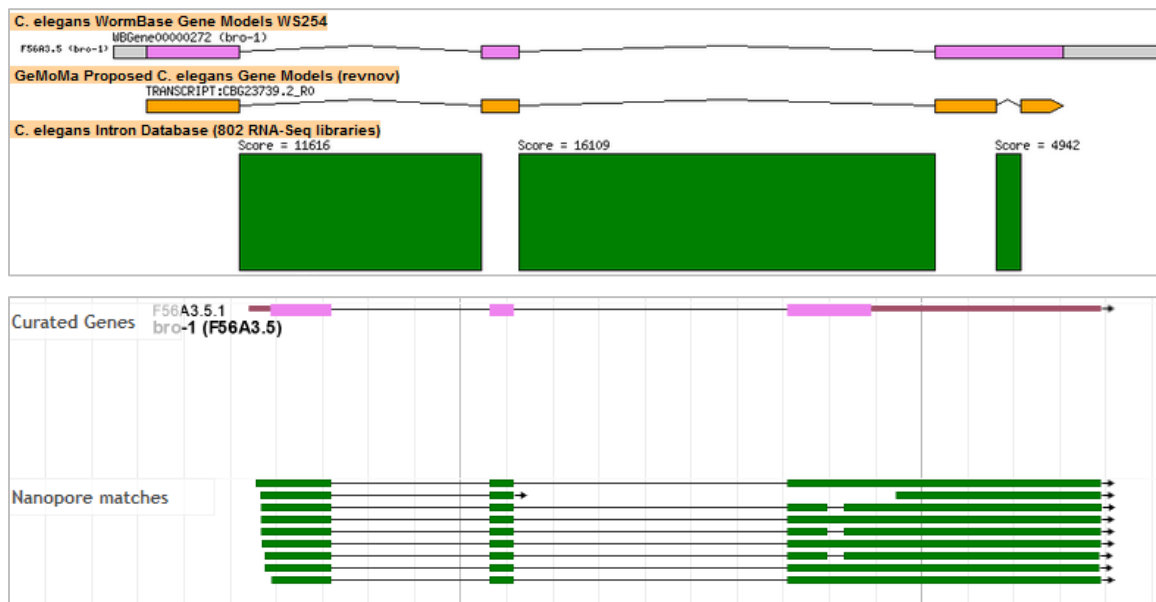 C. elegans WormBase Gene Models WS254
WBGene00000272 (bro-1)
F56A3.5 (bro-1)
GeMoMa Proposed C. elegans Gene Models (revnov)
TRANSCRIPT:CBG23739.2_R0
C. elegans Intron Database (802 RNA-Seq libraries)
Score = 11616
Score = 16109
Score = 4942
F56A3.5.1
Curated Genes
bro-1 (F56A3.5)
Nanopore matches